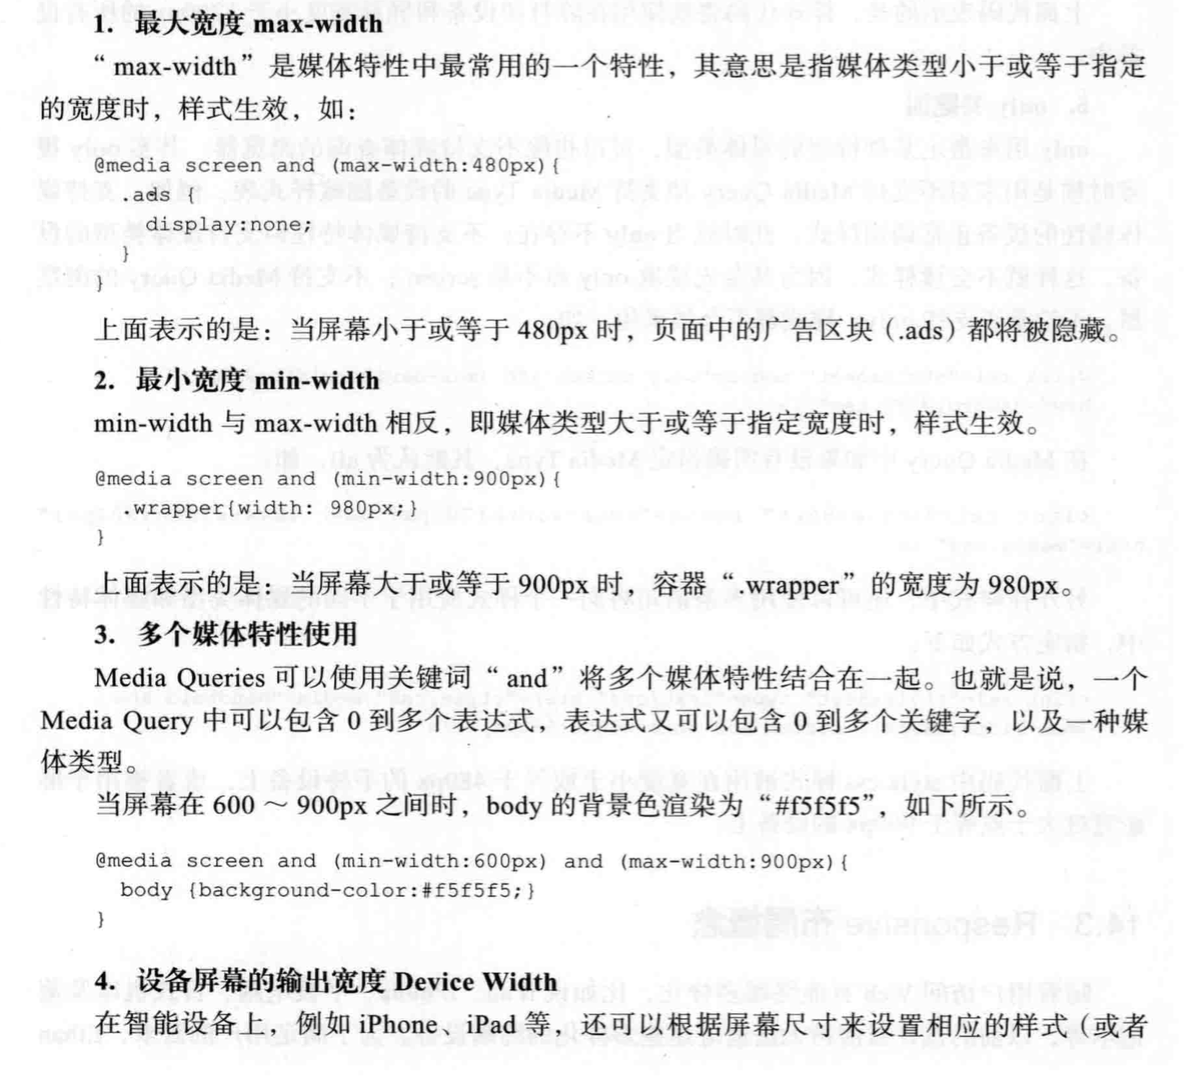 1. 最大宽度 max-width
“max-width”是媒体特性中最常用的一个特性，其意思是指媒体类型小于或等于指定
的宽度时，样式生效，如：
@media screen and (max-width:480px){
.ads {
display:none;
}
}
上面表示的是：当屏幕小于或等于 480px 时，页面中的广告区块（.ads）都将被隐藏。
2. 最小宽度 min-width
min-width 与 max-width 相反，即媒体类型大于或等于指定宽度时，样式生效。
@media screen and (min-width:900px){
.wrapper{width: 980px;}
}
上面表示的是：当屏幕大于或等于 900px 时，容器“.wrapper”的宽度为 980px。
3. 多个媒体特性使用
Media Queries 可以使用关键词“and”将多个媒体特性结合在一起。也就是说，一个
Media Query 中可以包含 0 到多个表达式，表达式又可以包含 0 到多个关键字，以及一种媒
体类型。
当屏幕在 600 ～ 900px 之间时，body 的背景色渲染为“#f5f5f5”，如下所示。
@media screen and (min-width:600px) and (max-width:900px){
body {background-color:#f5f5f5;}
}
4. 设备屏幕的输出宽度 Device Width
在智能设备上，例如 iPhone、iPad 等，还可以根据屏幕尺寸来设置相应的样式（或者